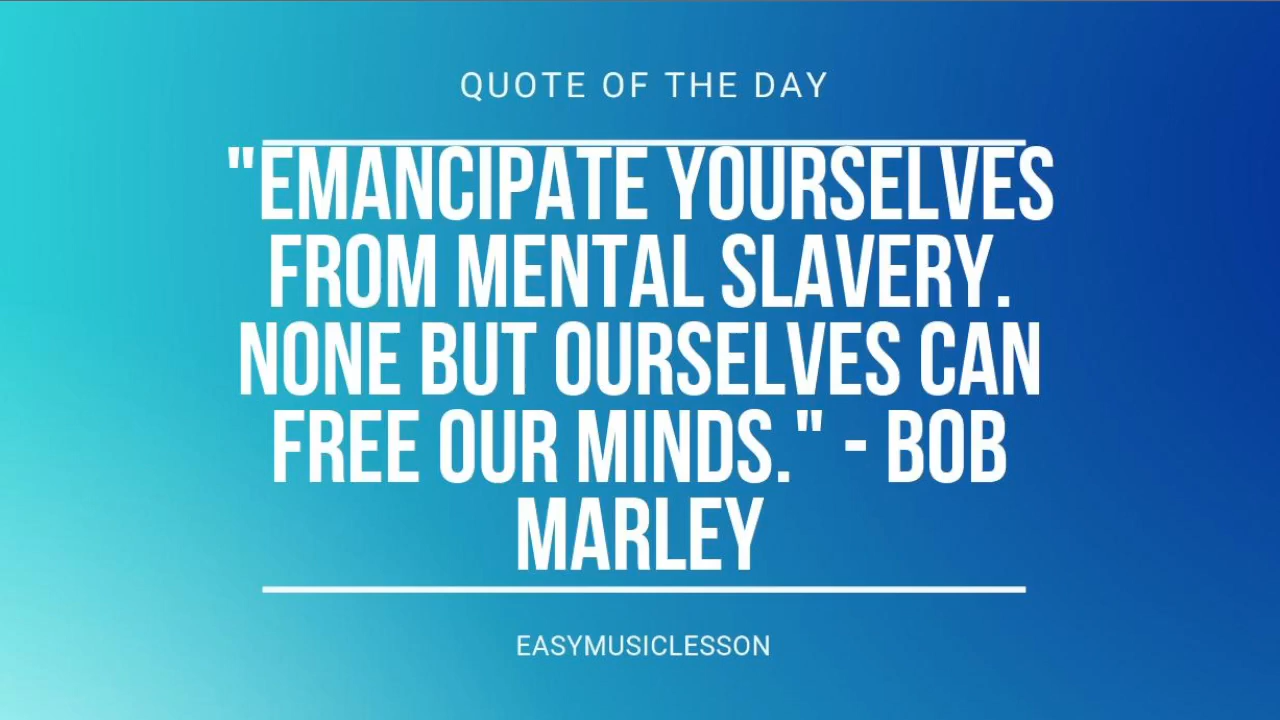 QUOTE OF THE DAY
"EMANCIPATE YOURSELVES
FROM MENTAL SLAVERY.
NONE BUT OURSELVES CAN
FREE OUR MINDS." - BOB
MARLEY
EASYMUSICLESSON